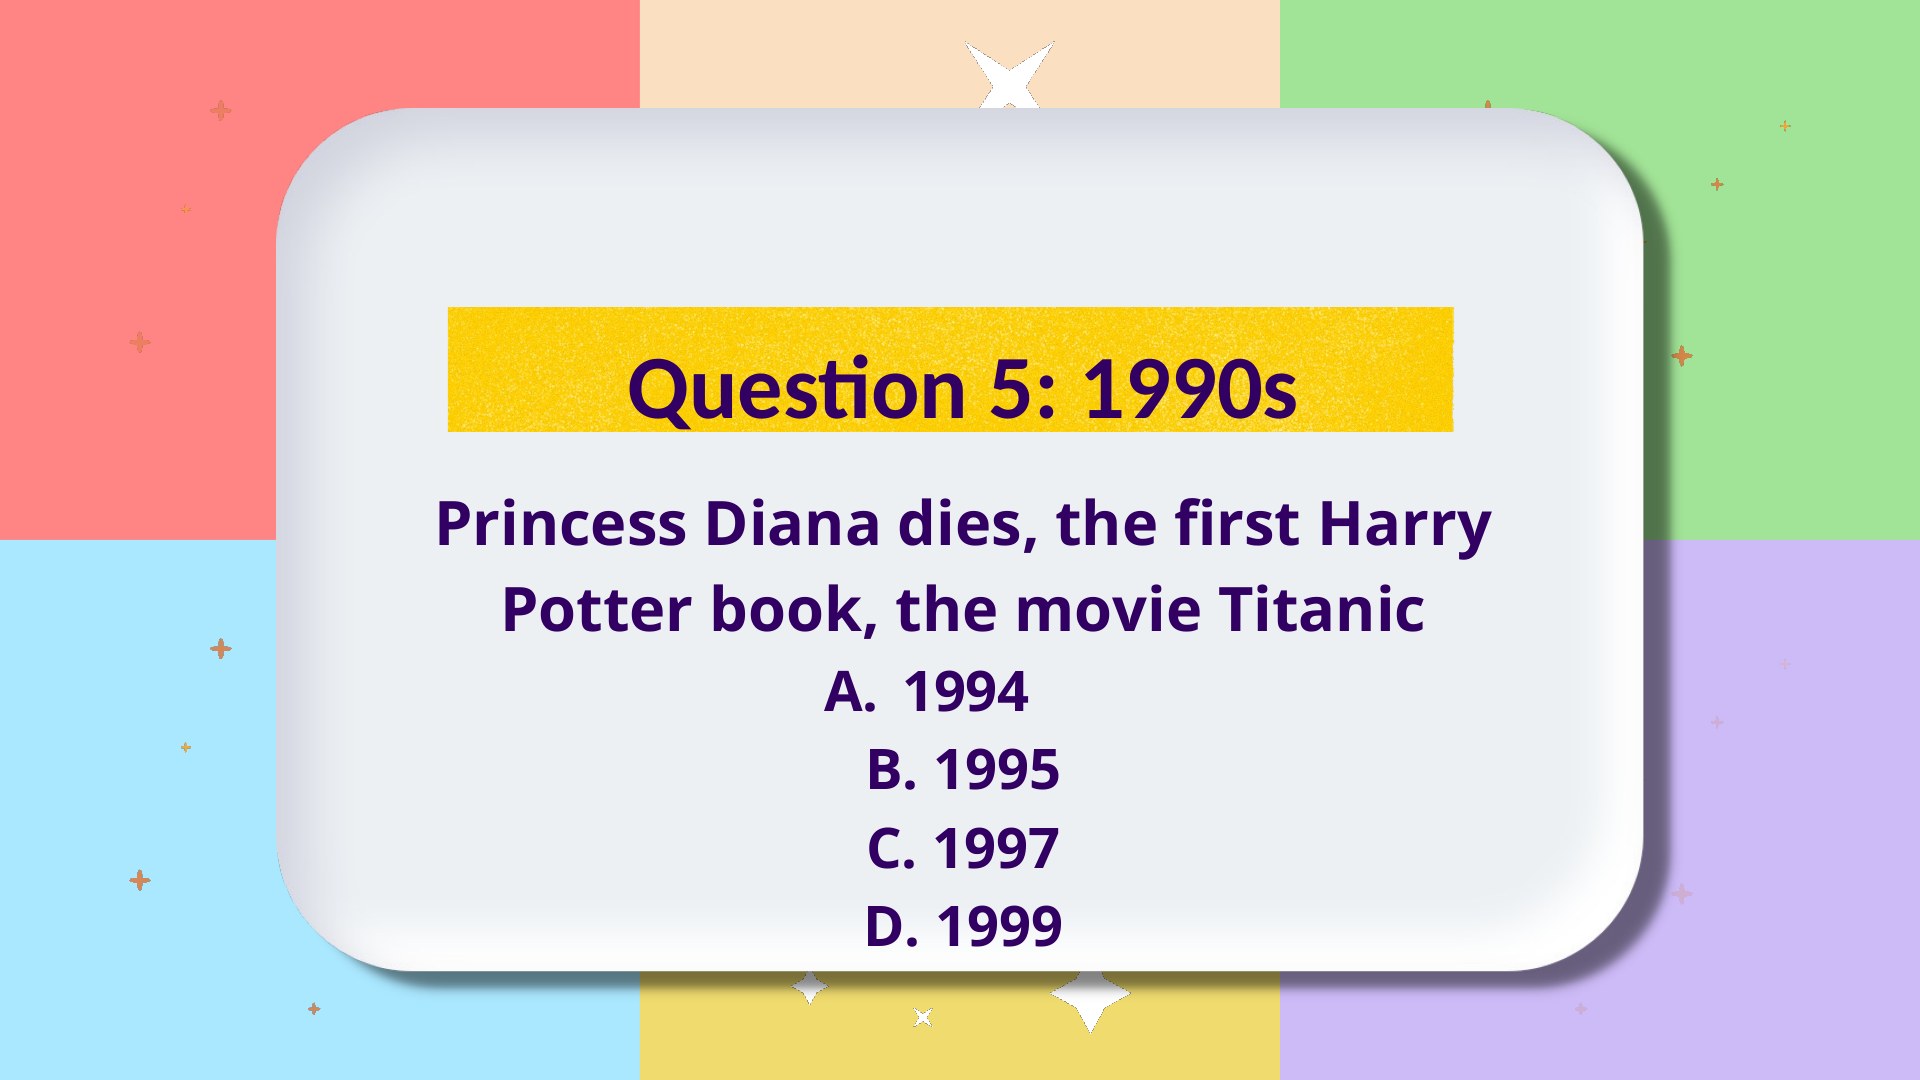 Question 5: 1990s
Princess Diana dies, the first Harry
Potter book, the movie Titanic
A. 1994
B. 1995
C. 1997
D. 1999